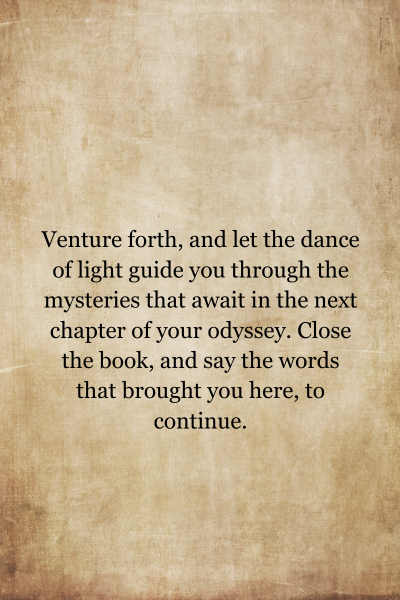 Venture forth, and let the dance
of light guide you through the
mysteries that await in the next
chapter of your odyssey. Close
the book, and say the words
that brought you here, to
continue.